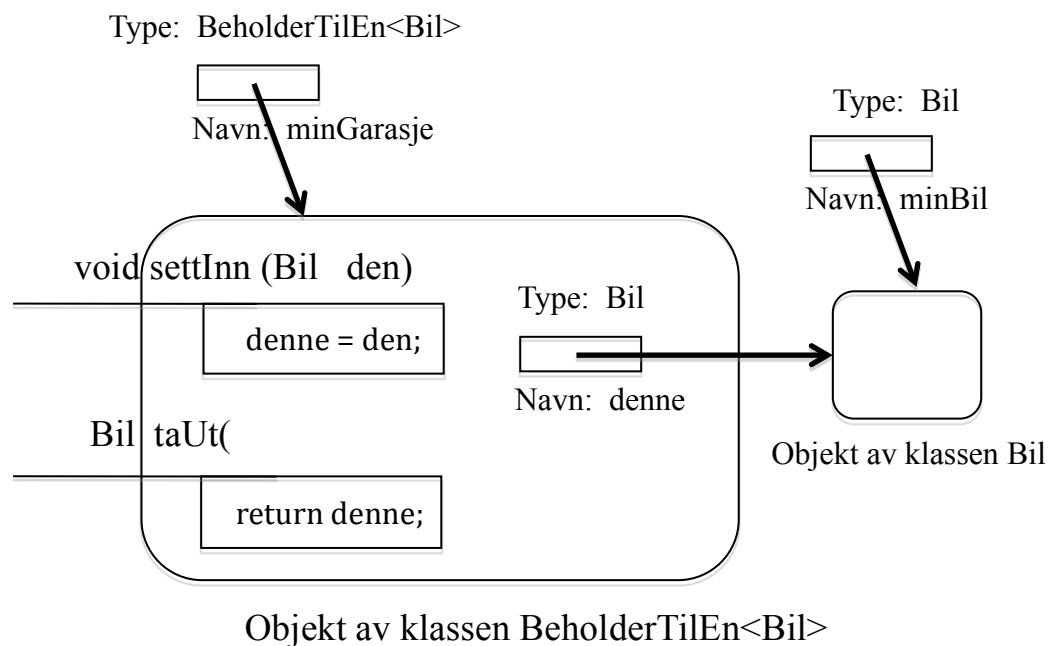 Type: BeholderTilEn<Bil>
Navn: minGarasje
Type: Bil
Navn: minBil
void settInn (Bil den)
denne = den;
Type: Bil
Navn: denne
Bil taUt(
return denne;
Objekt av klassen Bil
Objekt av klassen BeholderTilEn<Bil>